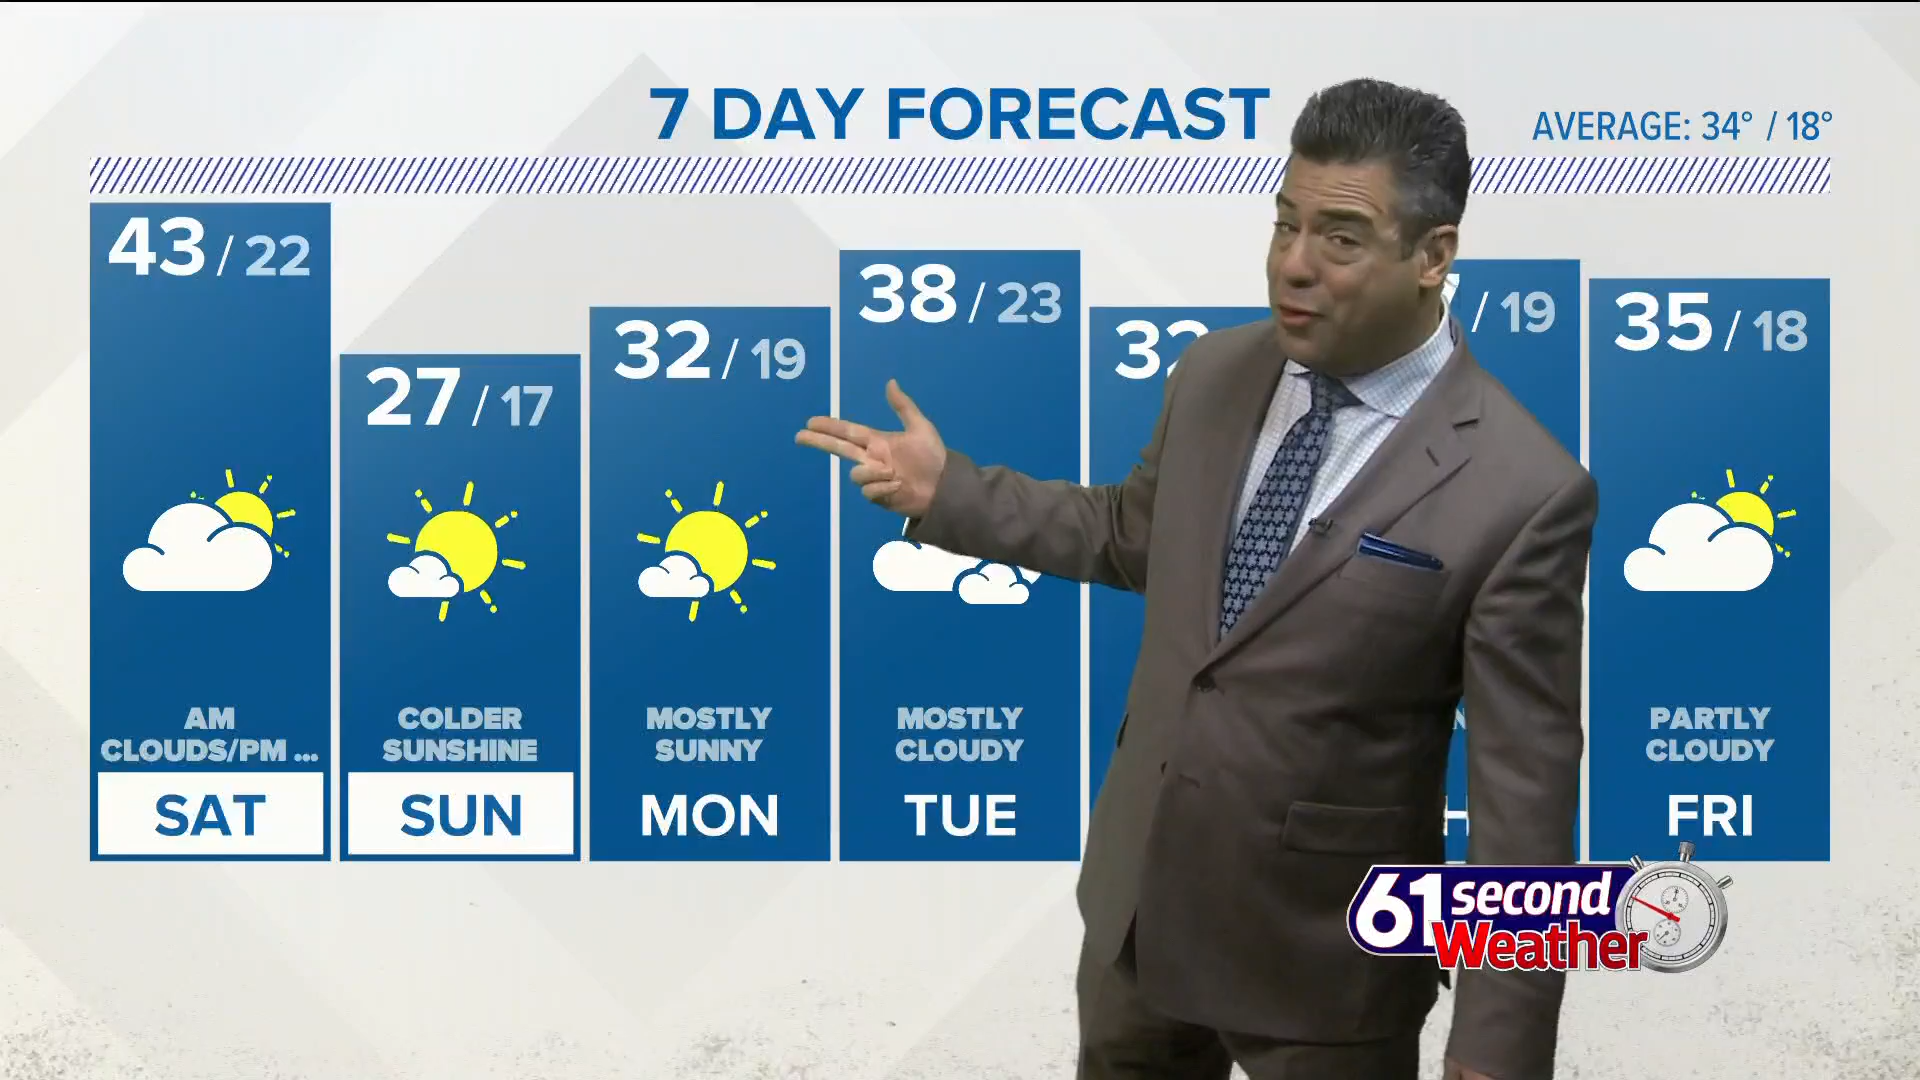 7 DAY FORECAST
AVERAGE: 34° / 18°
43 / 22
AM
CLOUDS/PM ...
SAT
27 / 17
COLDER
SUNSHINE
SUN
32 / 19
MOSTLY
SUNNY
MON
38 / 23
MOSTLY
CLOUDY
TUE
32
/ 19
35 / 18
PARTLY
CLOUDY
FRI
61 second
Weather